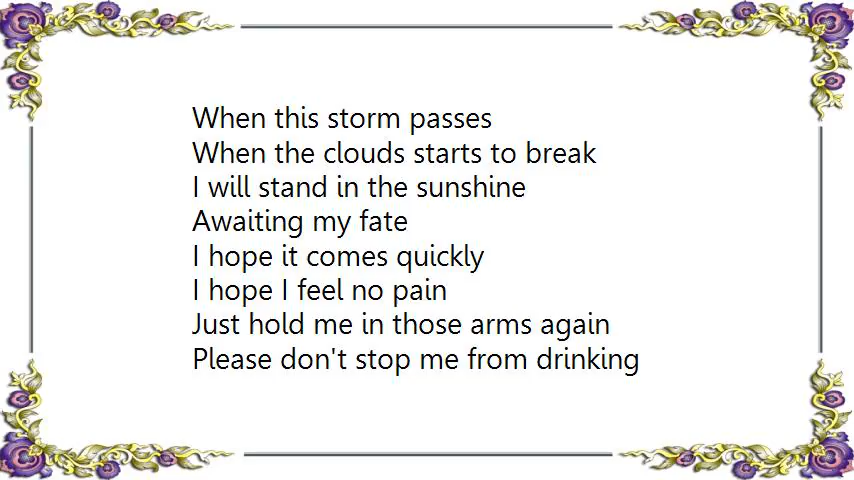 When this storm passes
When the clouds starts to break
I will stand in the sunshine
Awaiting my fate
I hope it comes quickly
I hope I feel no pain
Just hold me in those arms again
Please don't stop me from drinking